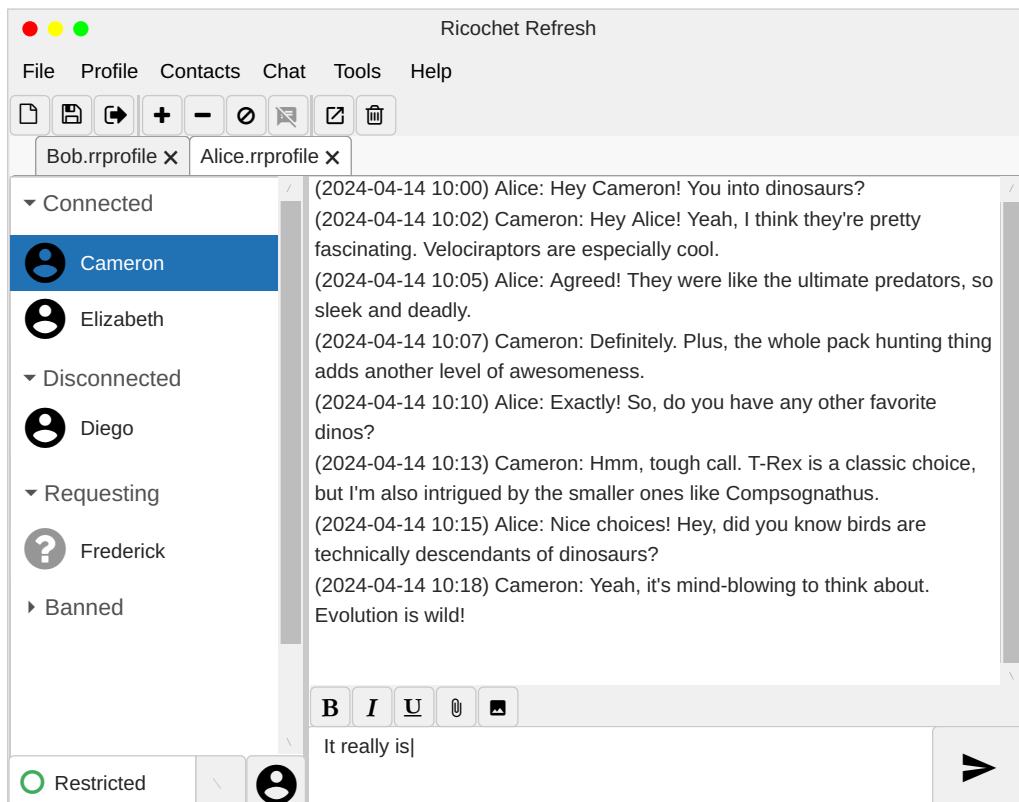 Ricochet Refresh
File Profile Contacts Chat Tools Help
Bob.rrprofile Alice.rrprofile
Connected
Cameron
Elizabeth
Disconnected
Diego
Requesting
Frederick
Banned
Restricted
(2024-04-14 10:00) Alice: Hey Cameron! You into dinosaurs?
(2024-04-14 10:02) Cameron: Hey Alice! Yeah, I think they're pretty
fascinating. Velociraptors are especially cool.
(2024-04-14 10:05) Alice: Agreed! They were like the ultimate predators, so
sleek and deadly.
(2024-04-14 10:07) Cameron: Definitely. Plus, the whole pack hunting thing
adds another level of awesomeness.
(2024-04-14 10:10) Alice: Exactly! So, do you have any other favorite
dinos?
(2024-04-14 10:13) Cameron: Hmm, tough call. T-Rex is a classic choice,
but I'm also intrigued by the smaller ones like Compsognathus.
(2024-04-14 10:15) Alice: Nice choices! Hey, did you know birds are
technically descendants of dinosaurs?
(2024-04-14 10:18) Cameron: Yeah, it's mind-blowing to think about.
Evolution is wild!
B I U
It really is